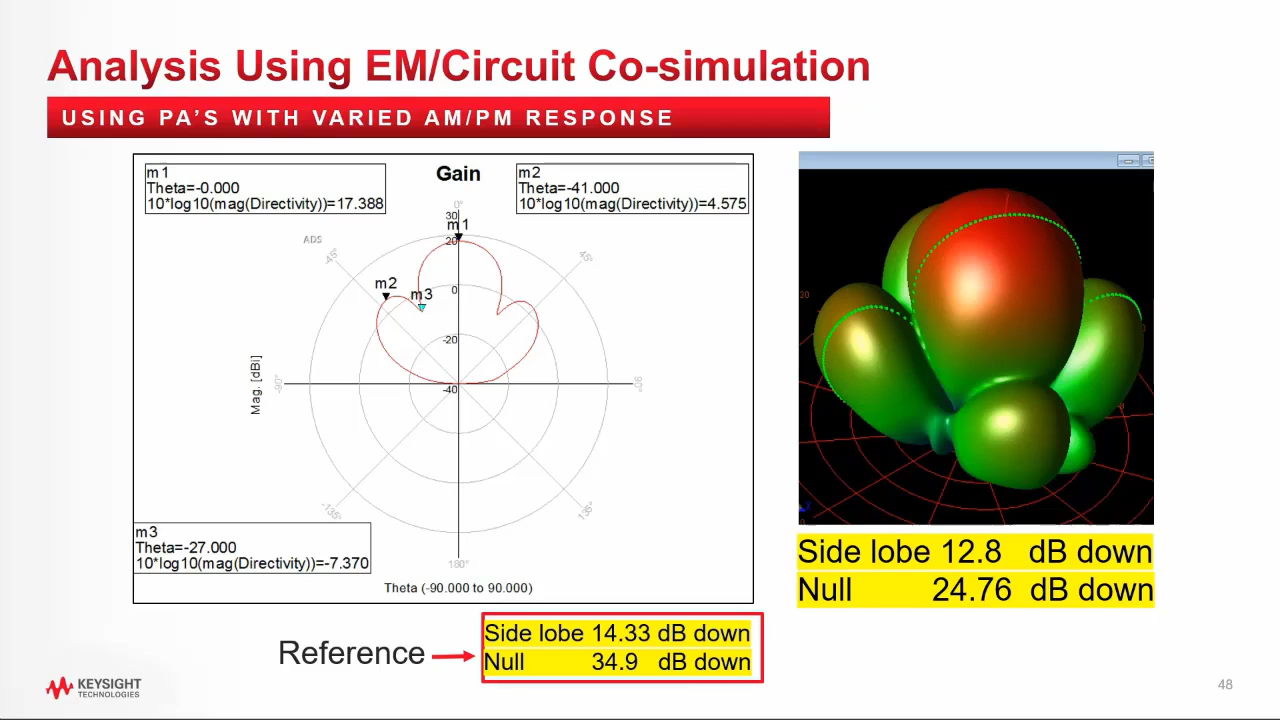 Analysis Using EM/Circuit Co-simulation
USING PA'S WITH VARIED AM/PM RESPONSE
m1
Theta=-0.000
10*log10(mag(Directivity))=17.388
Gain
m2
Theta=-41.000
10*log10(mag(Directivity))=4.575
ADS
0°
30
m1
20
-45°
45°
m2
m3
0
-20
-40
Mag. [dBi]
-90°
90°
-135°
135°
180°
m3
Theta=-27.000
10*log10(mag(Directivity))=-7.370
Theta (-90.000 to 90.000)
20
Side lobe 12.8 dB down
Null 24.76 dB down
Reference
Side lobe 14.33 dB down
Null 34.9 dB down
KEYSIGHT
TECHNOLOGIES
48